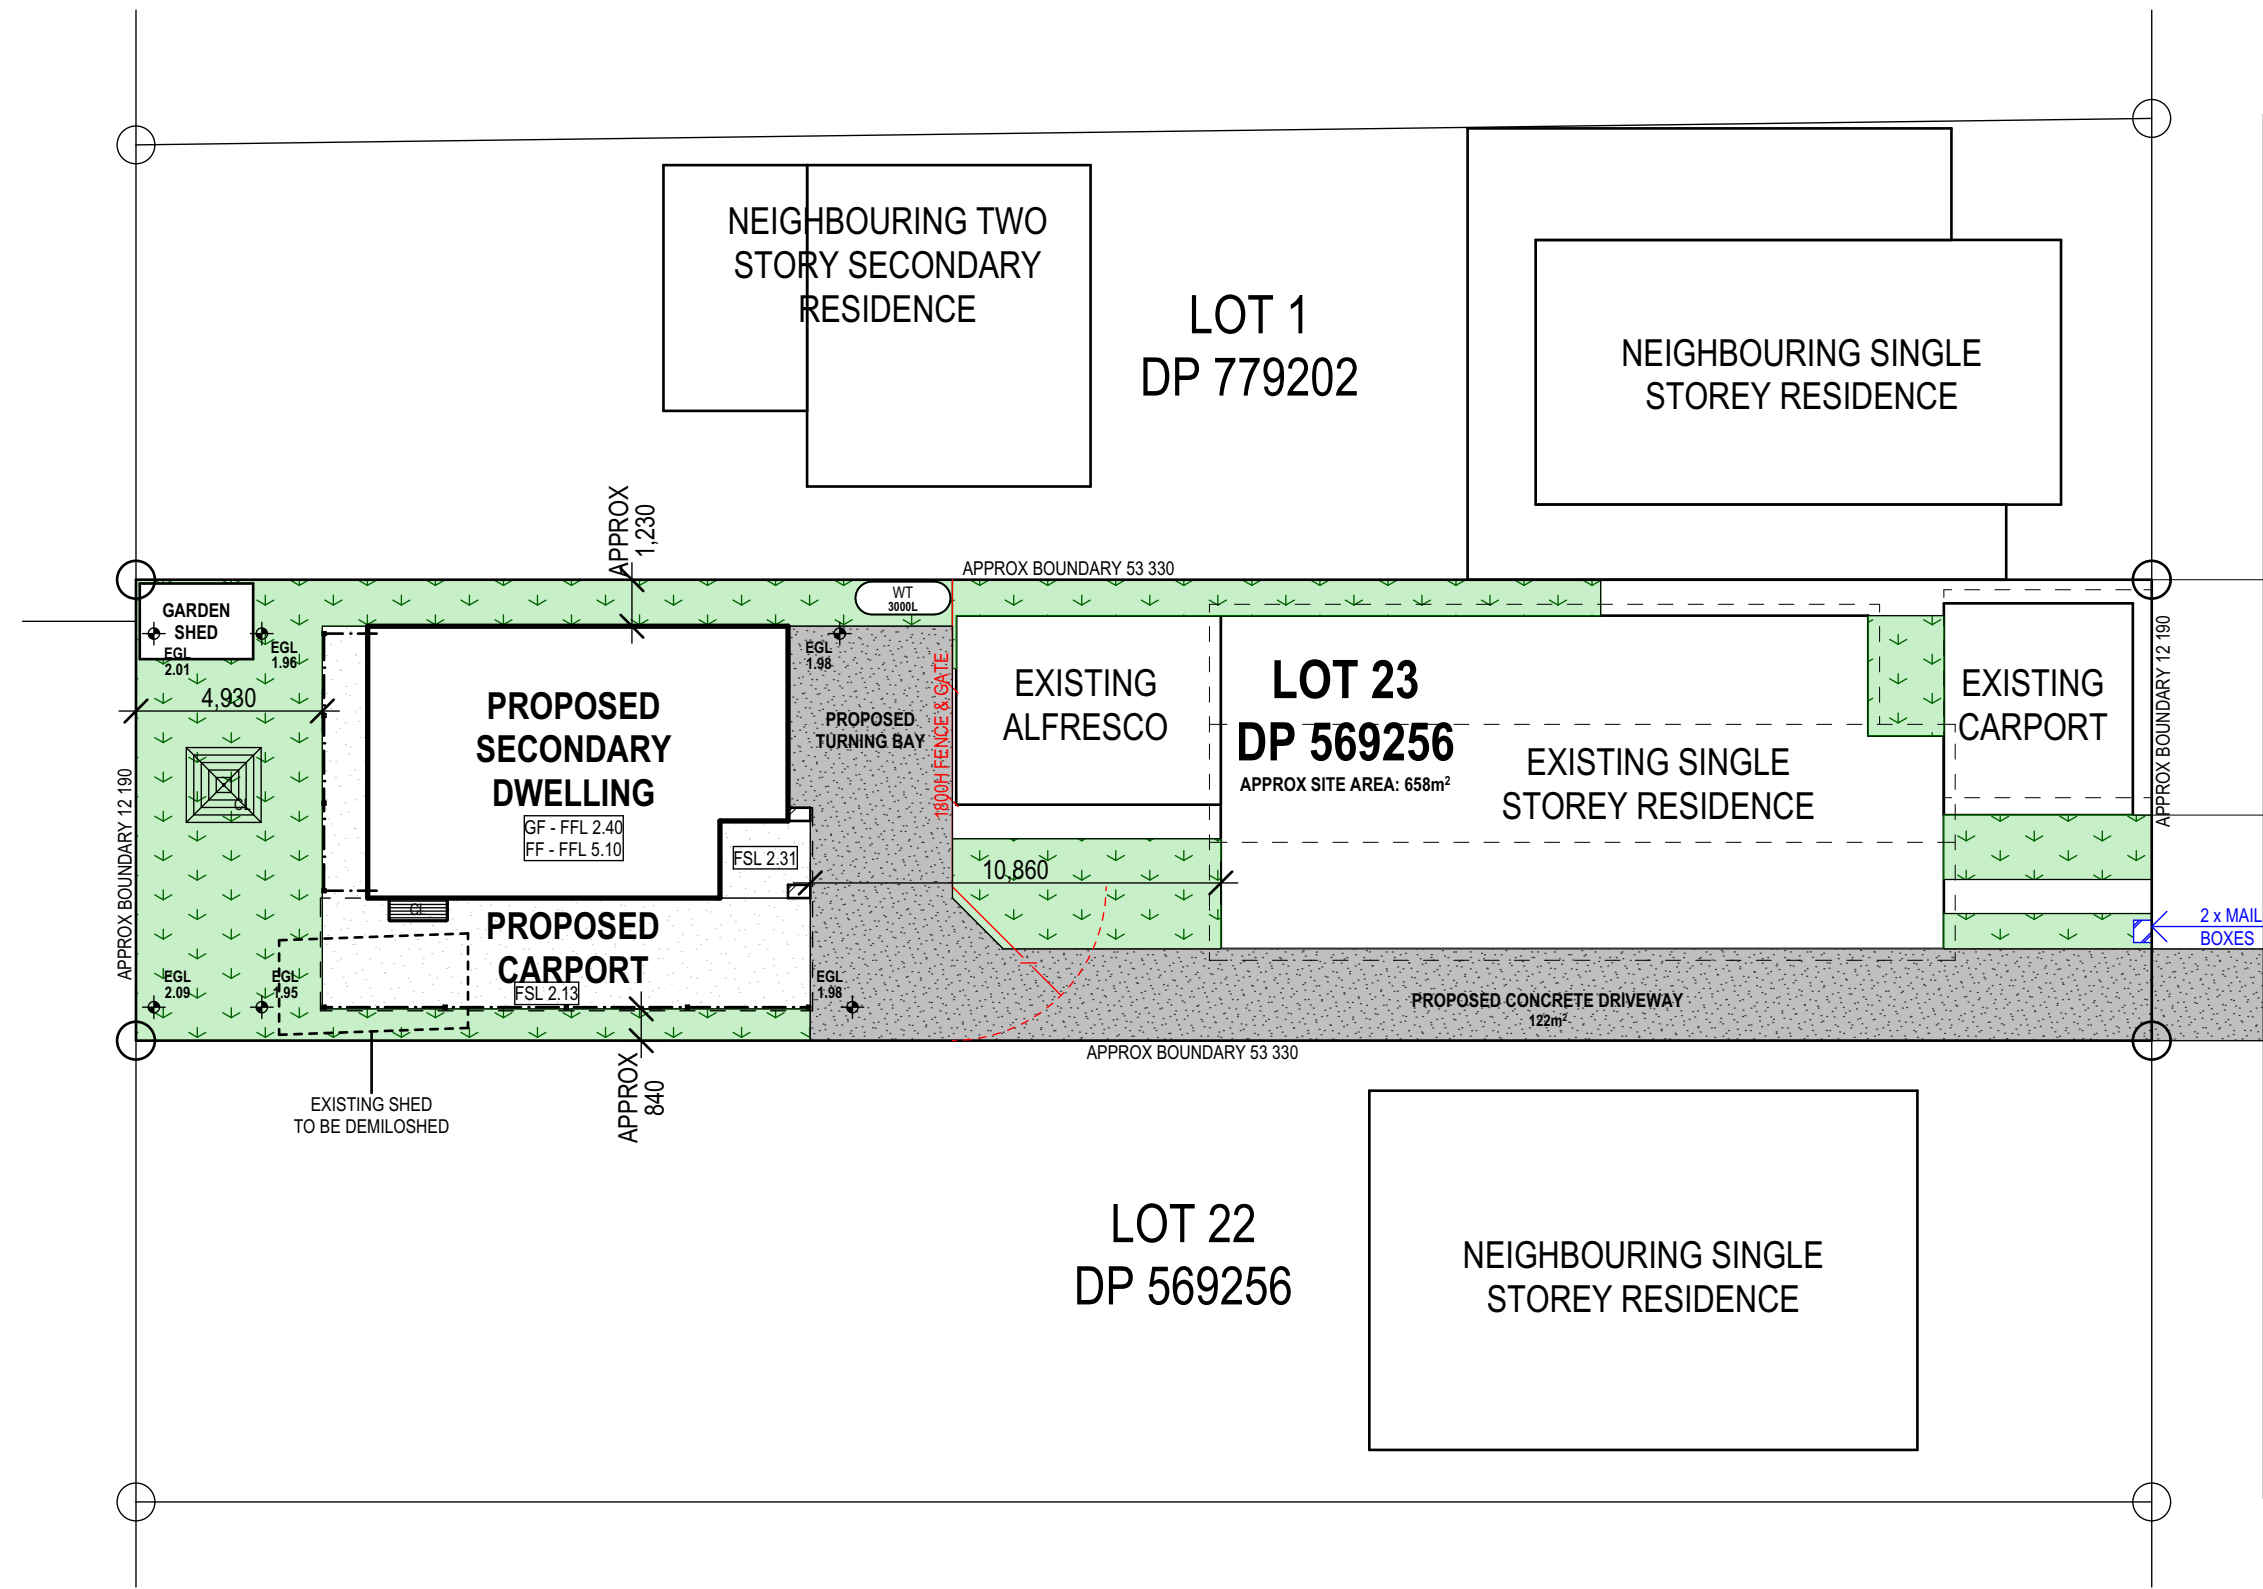 NEIGHBOURING TWO
STORY SECONDARY
RESIDENCE
LOT 1
DP 779202
NEIGHBOURING SINGLE
STOREY RESIDENCE
APPROX
1,230
APPROX BOUNDARY 53 330
WT
3000L
GARDEN
SHED
EGL
2.01
EGL
1.96
EGL
1.98
4,930
PROPOSED
SECONDARY
DWELLING
GF - FFL 2.40
FF - FFL 5.10
FSL 2.31
PROPOSED
TURNING BAY
1800H FENCE & GATE
EXISTING
ALFRESCO
LOT 23
DP 569256
APPROX SITE AREA: 658m²
EXISTING SINGLE
STOREY RESIDENCE
EXISTING
CARPORT
APPROX BOUNDARY 12 190
APPROX BOUNDARY 12 190
CL
10,860
CL
PROPOSED
CARPORT
FSL 2.13
EGL
2.09
EGL
1.95
EGL
1.98
2 x MAIL
BOXES
PROPOSED CONCRETE DRIVEWAY
122m²
APPROX BOUNDARY 53 330
APPROX
840
EXISTING SHED
TO BE DEMILOSHED
LOT 22
DP 569256
NEIGHBOURING SINGLE
STOREY RESIDENCE